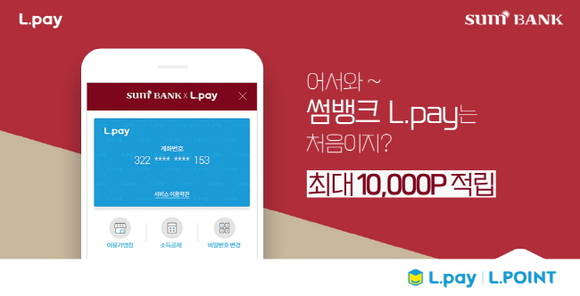 L.pay
SUM BANK
SUM BANK X L.pay
L.pay
계좌번호
322 **** **** 153
서비스 이용약관
이용가맹점
소득공제
비밀번호 변경
어서와~
썸뱅크 L.pay는
처음이지?
최대 10,000P 적립
L.pay | L.POINT